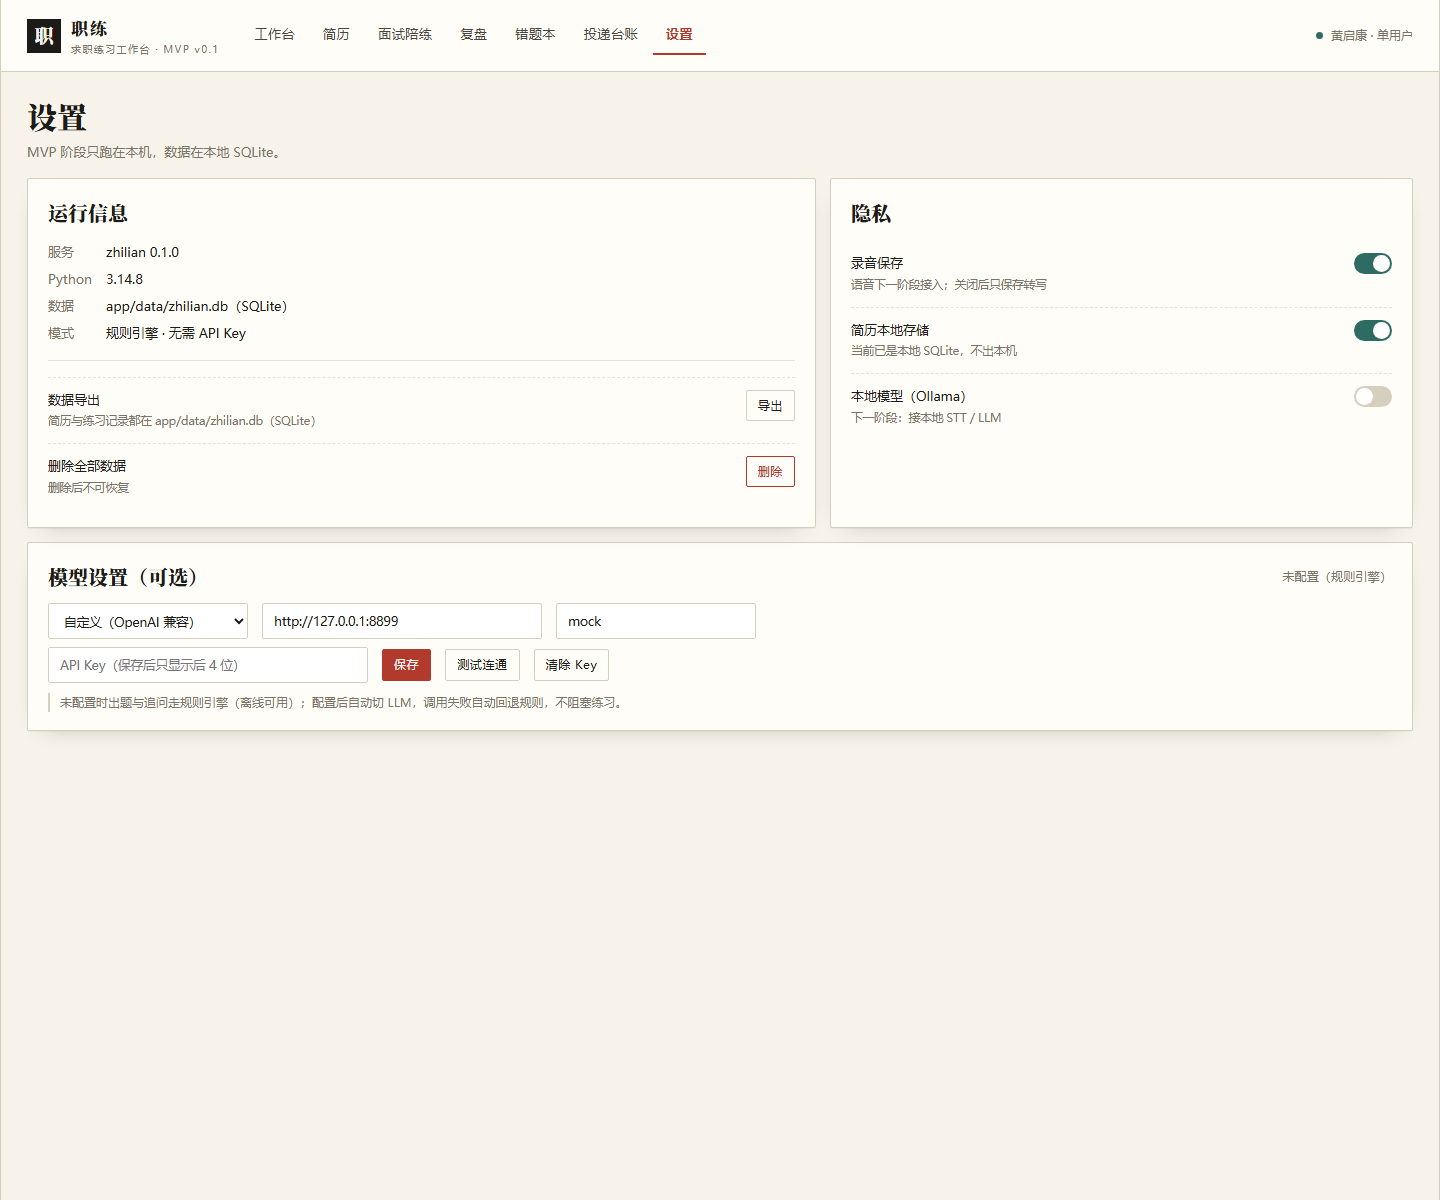 职
职练
求职练习工作台 · MVP v0.1
工作台 简历 面试陪练 复盘 错题本 投递台账 设置
黄启康 · 单用户
设置
MVP 阶段只跑在本机，数据在本地 SQLite。
运行信息
服务 zhilian 0.1.0
Python 3.14.8
数据 app/data/zhilian.db（SQLite）
模式 规则引擎 · 无需 API Key
数据导出
简历与练习记录都在 app/data/zhilian.db（SQLite）
导出
删除全部数据
删除后不可恢复
删除
隐私
录音保存
语音下一阶段接入；关闭后只保存转写
简历本地存储
当前已是本地 SQLite，不出本机
本地模型（Ollama）
下一阶段：接本地 STT / LLM
模型设置（可选）
未配置（规则引擎）
自定义（OpenAI 兼容） http://127.0.0.1:8899 mock
API Key（保存后只显示后 4 位） 保存 测试连通 清除 Key
未配置时出题与追问走规则引擎（离线可用）；配置后自动切 LLM，调用失败自动回退规则，不阻塞练习。